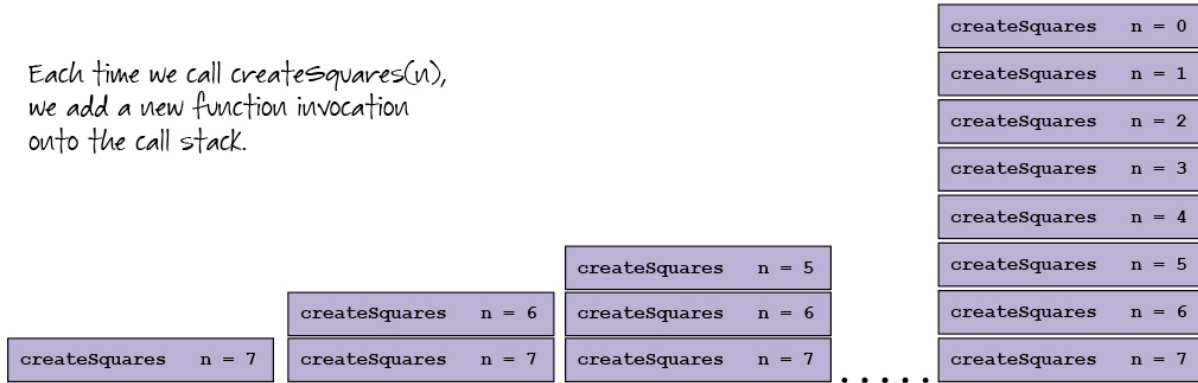 Each time we call createSquares(n),
we add a new function invocation
onto the call stack.
createSquares n = 7
createSquares n = 6
createSquares n = 7
createSquares n = 5
createSquares n = 6
createSquares n = 7
.....
createSquares n = 0
createSquares n = 1
createSquares n = 2
createSquares n = 3
createSquares n = 4
createSquares n = 5
createSquares n = 6
createSquares n = 7